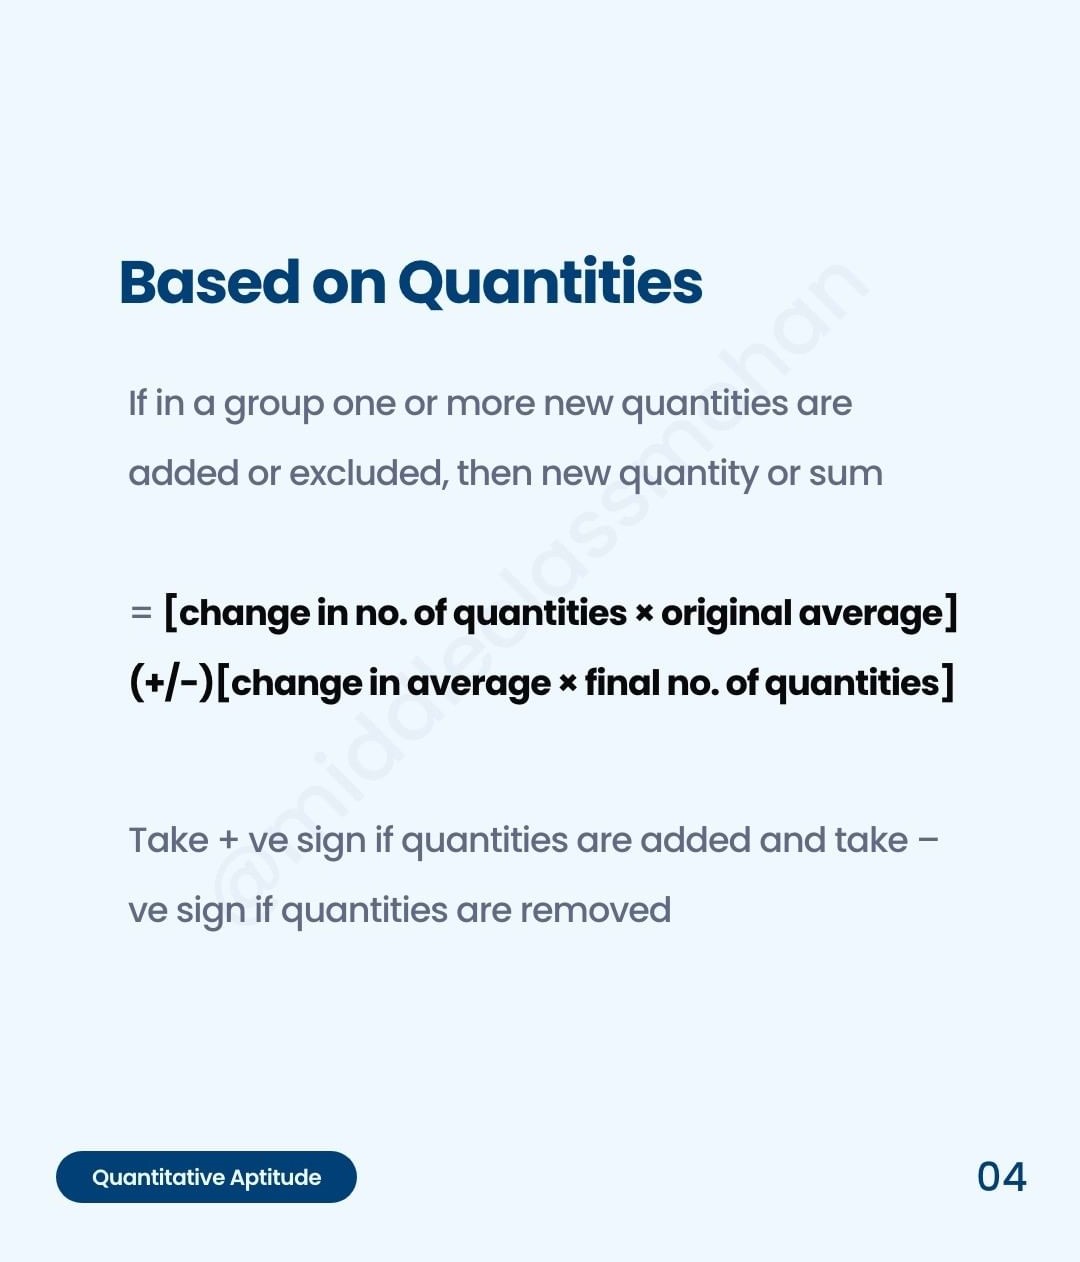 Based on Quantities
If in a group one or more new quantities are
added or excluded, then new quantity or sum
= [change in no. of quantities × original average]
(+/-)[change in average × final no. of quantities]
Take + ve sign if quantities are added and take –
ve sign if quantities are removed
@middleclassmohan
Quantitative Aptitude
04